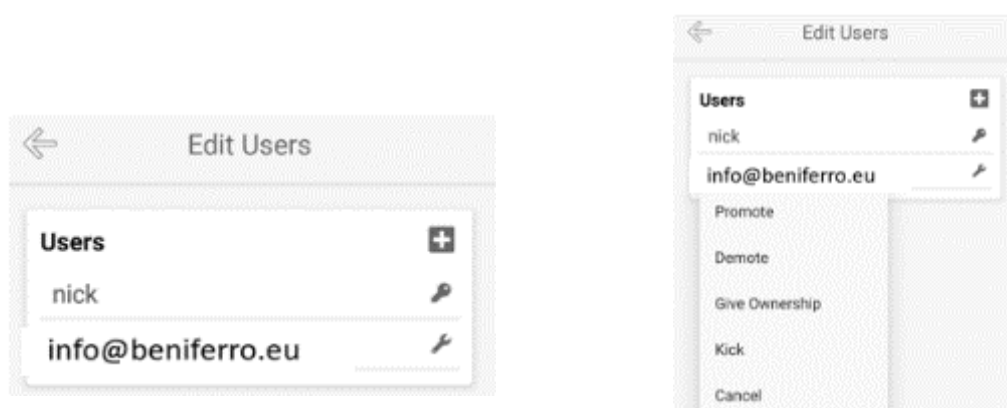 Edit Users
Users
nick
info@beniferro.eu
Edit Users
Users
nick
info@beniferro.eu
Promote
Demote
Give Ownership
Kick
Cancel